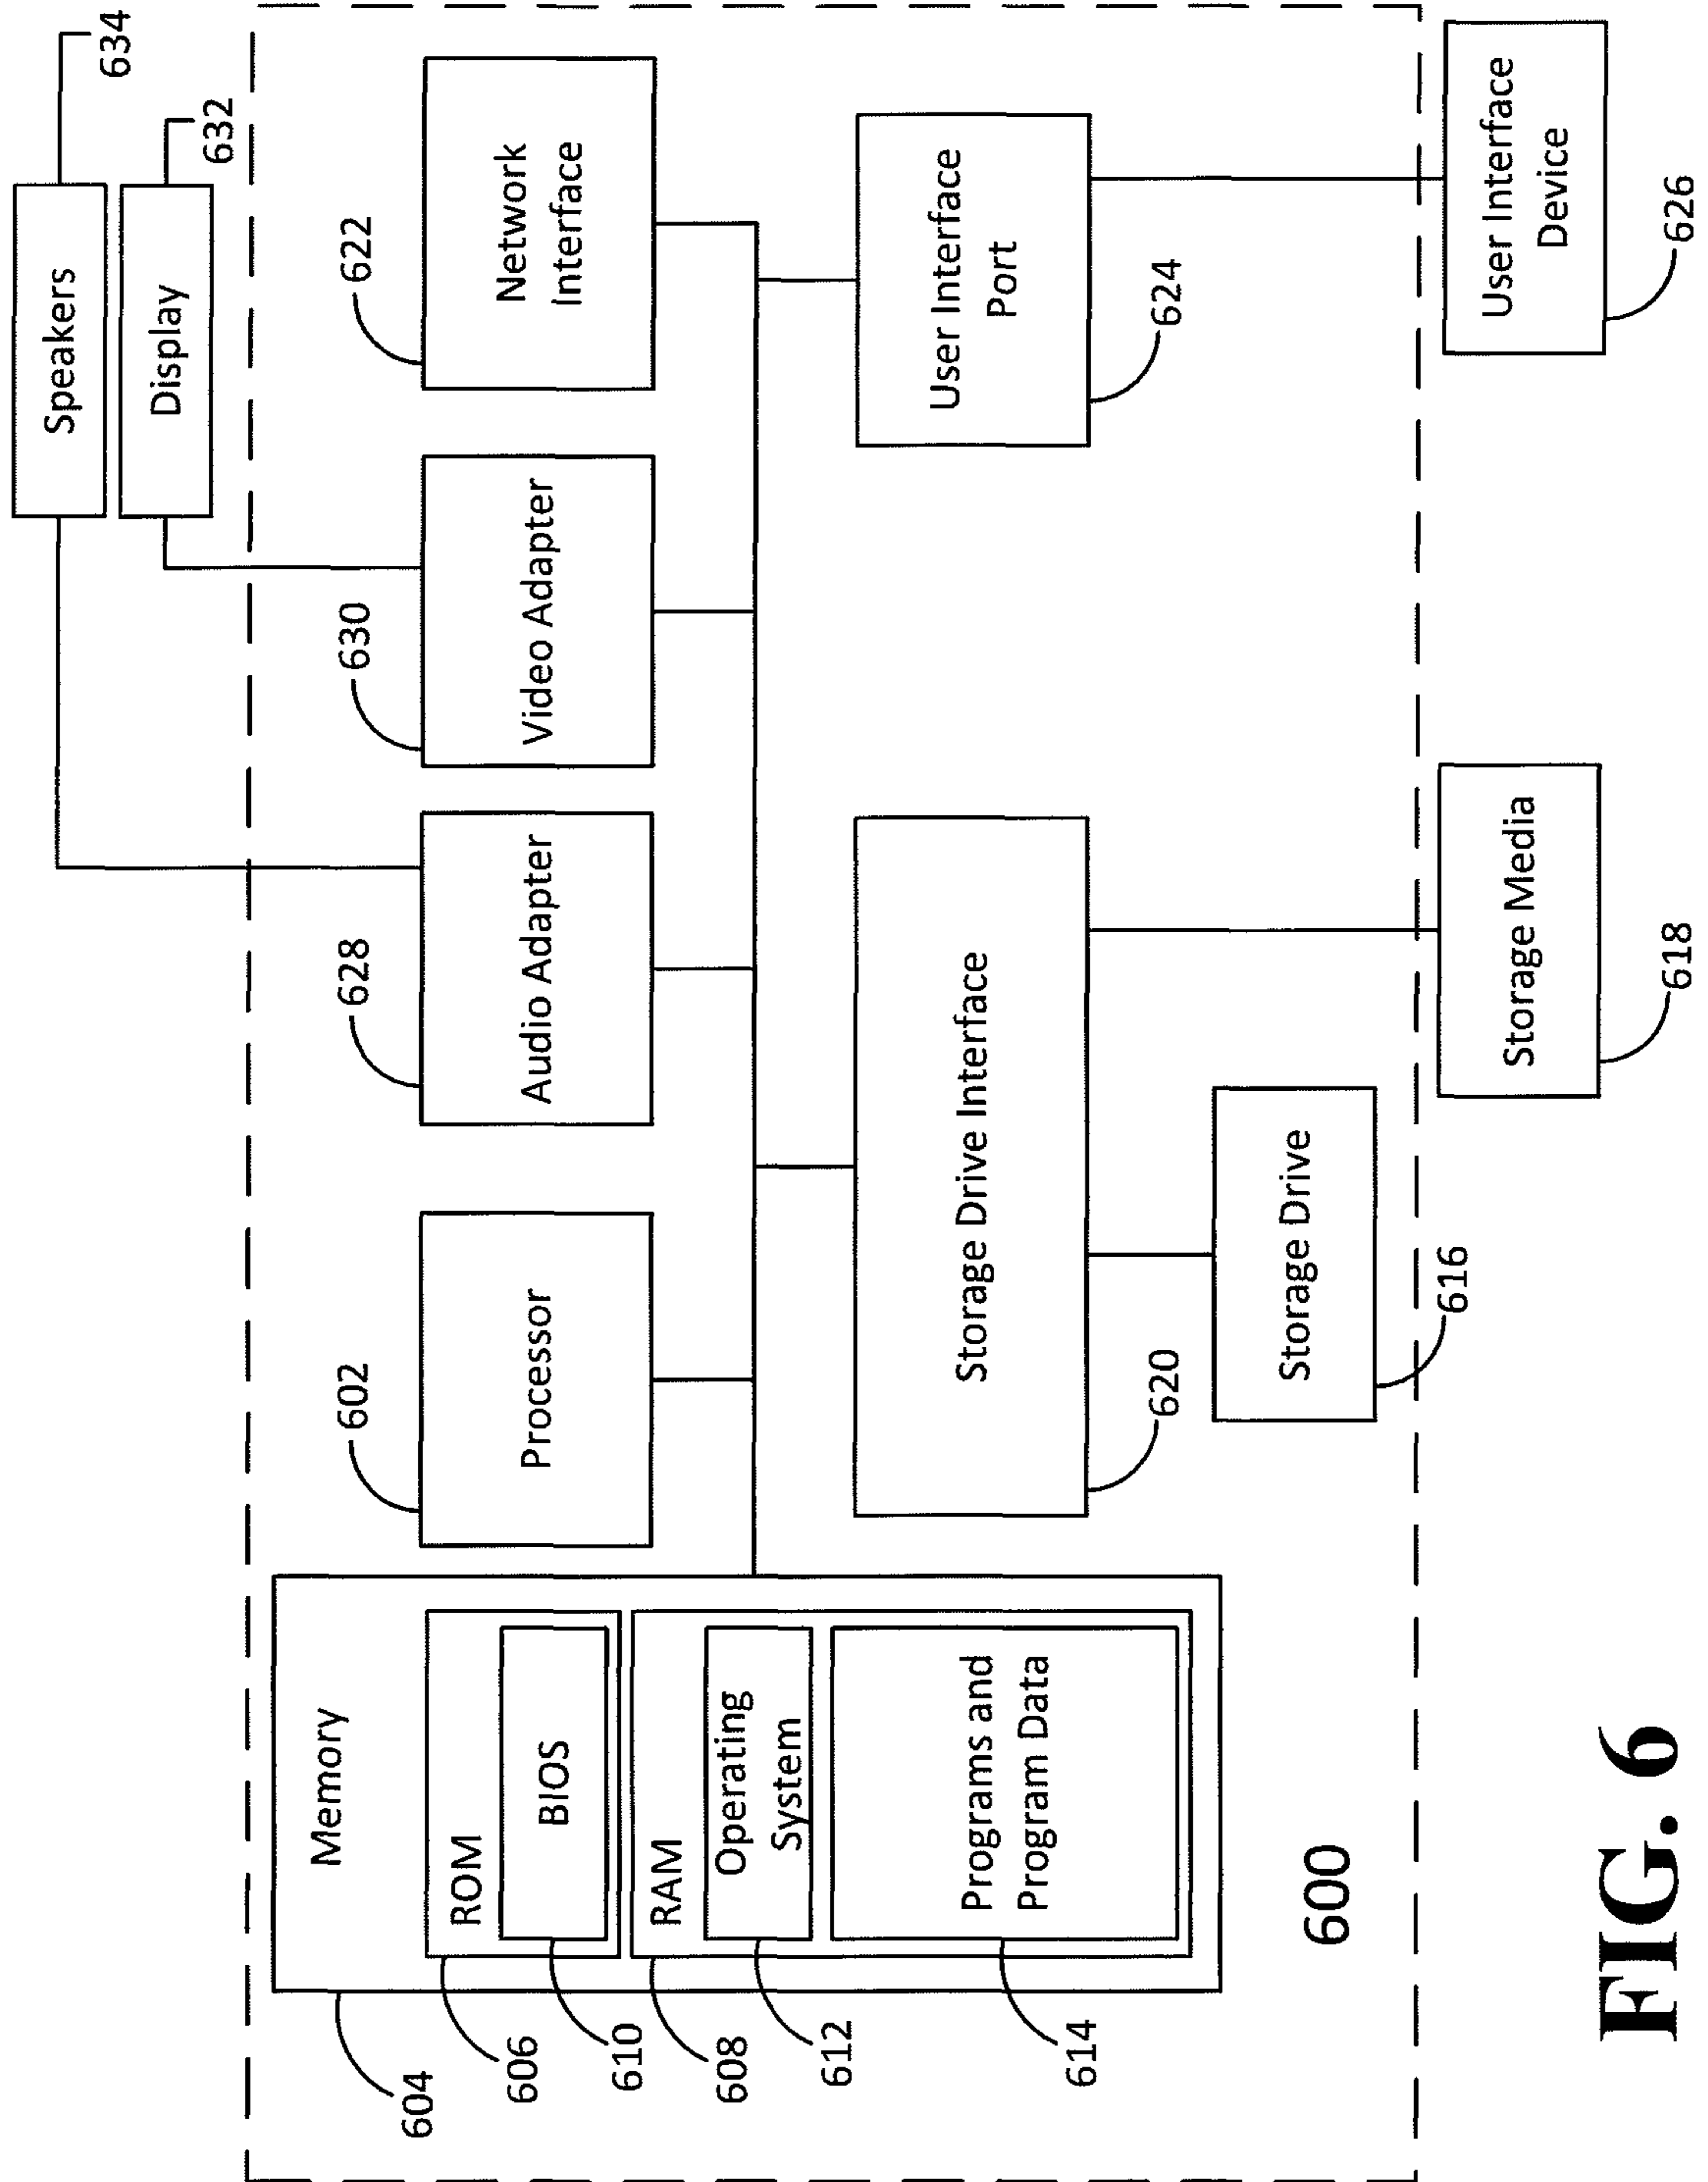 Speakers
634
Display
632
604
Memory
606
ROM
610
BIOS
608
RAM
612
Operating
System
614
Programs and
Program Data
602
Processor
628
Audio Adapter
630
Video Adapter
622
Network
Interface
Storage Drive Interface
620
User Interface
Port
624
Storage Drive
616
Storage Media
618
User Interface
Device
626
600
FIG. 6